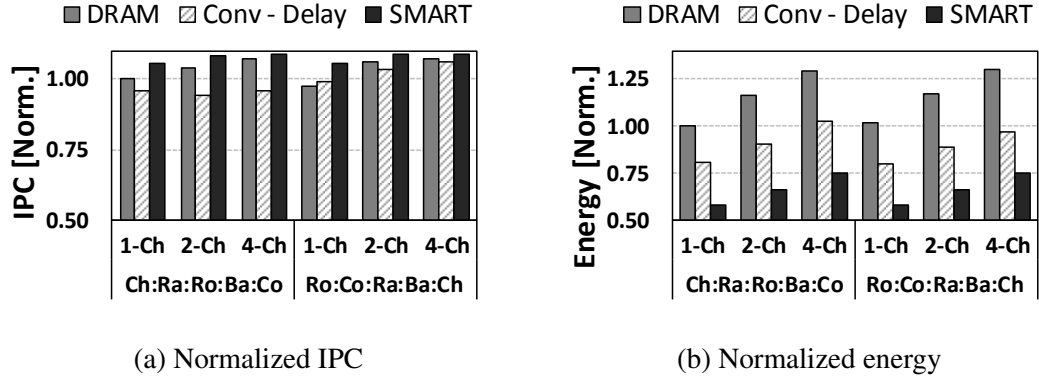 DRAM Conv - Delay SMART
IPC [Norm.]
1.00
0.75
0.50
1-Ch 2-Ch 4-Ch 1-Ch 2-Ch 4-Ch
Ch:Ra:Ro:Ba:Co Ro:Co:Ra:Ba:Ch
(a) Normalized IPC
DRAM Conv - Delay SMART
Energy [Norm.]
1.25
1.00
0.75
0.50
1-Ch 2-Ch 4-Ch 1-Ch 2-Ch 4-Ch
Ch:Ra:Ro:Ba:Co Ro:Co:Ra:Ba:Ch
(b) Normalized energy